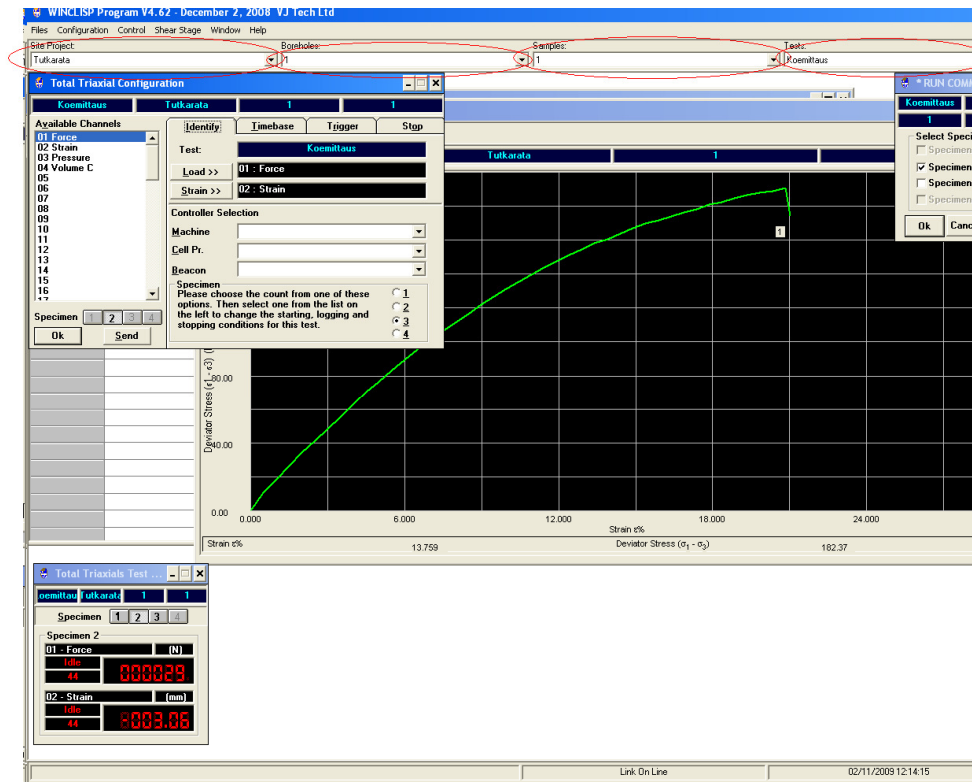 WINCLISP Program V4.62 - December 2, 2008 VJ Tech Ltd
Files Configuration Control Shear Stage Window Help
Site Project: Boreholes: Samples: Tests:
Tutkarata 1 1 Koemittaus
Total Triaxial Configuration
Koemittaus Tutkarata 1 1
Available Channels
01 Force
02 Strain
03 Pressure
04 Volume C
05
06
07
08
09
10
11
12
13
14
15
16
17
Specimen 1 2 3 4
Ok Send
Identify Timebase Trigger Stop
Test: Koemittaus
Load >> 01 : Force
Strain >> 02 : Strain
Controller Selection
Machine
Cell Pr.
Beacon
Specimen
Please choose the count from one of these
options. Then select one from the list on
the left to change the starting, logging and
stopping conditions for this test.
1
2
3
4
* RUN COMM
Koemittaus
1
Select Speci
Specimen
Specimen
Specimen
Specimen
Ok Canc
Tutkarata 1
1
Deviator Stress (σ1 - σ3)
80.00
40.00
0.00
0.000 6.000 12.000 18.000 24.000
Strain ε%
Strain ε% 13.759 Deviator Stress (σ1 - σ3) 182.37
Total Triaxials Test ...
oemittau Tutkarata 1 1
Specimen 1 2 3 4
Specimen 2
01 - Force (N)
Idle
44
000029
02 - Strain (mm)
Idle
44
003.06
Link On Line 02/11/2009 12:14:15